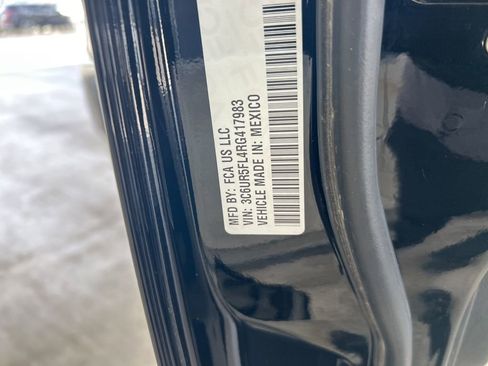 MFD BY: FCA US LLC
VIN: 3C6UR5FL4RG417983
VEHICLE MADE IN: MEXICO